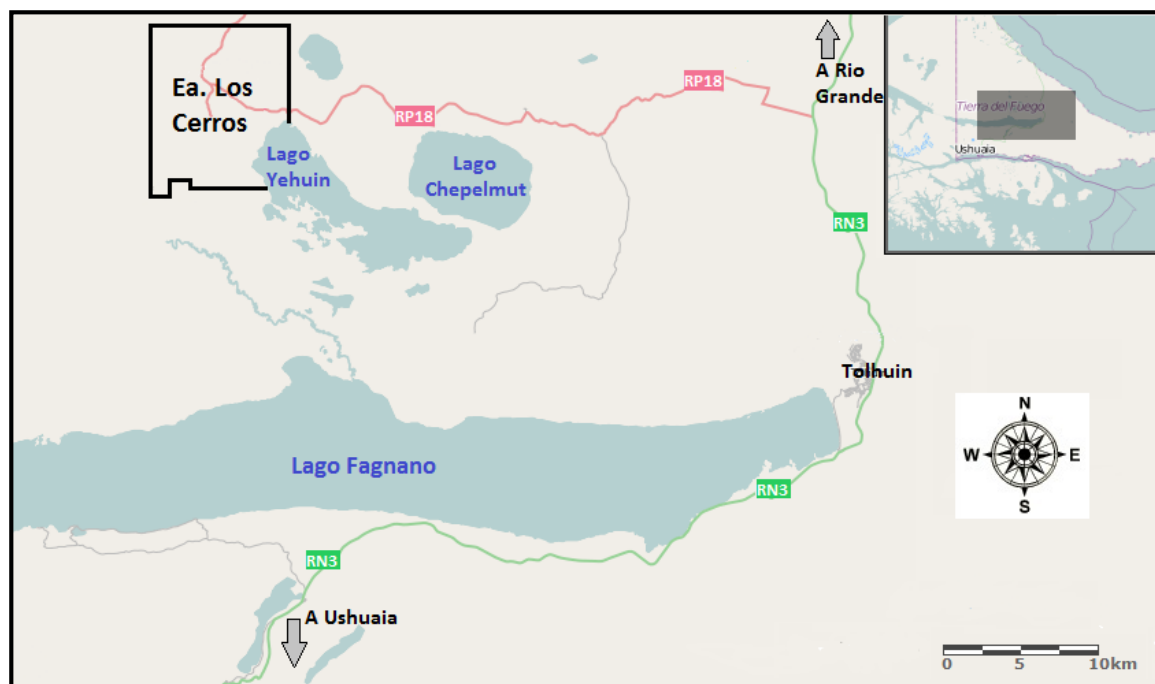 Ea. Los
Cerros
RP18
RP18
A Rio
Grande
Tierra del Fuego
Ushuaia
Lago
Yehuin
Lago
Chepelmut
RN3
Tolhuin
Lago Fagnano
N
W
E
S
RN3
RN3
A Ushuaia
0
5
10km